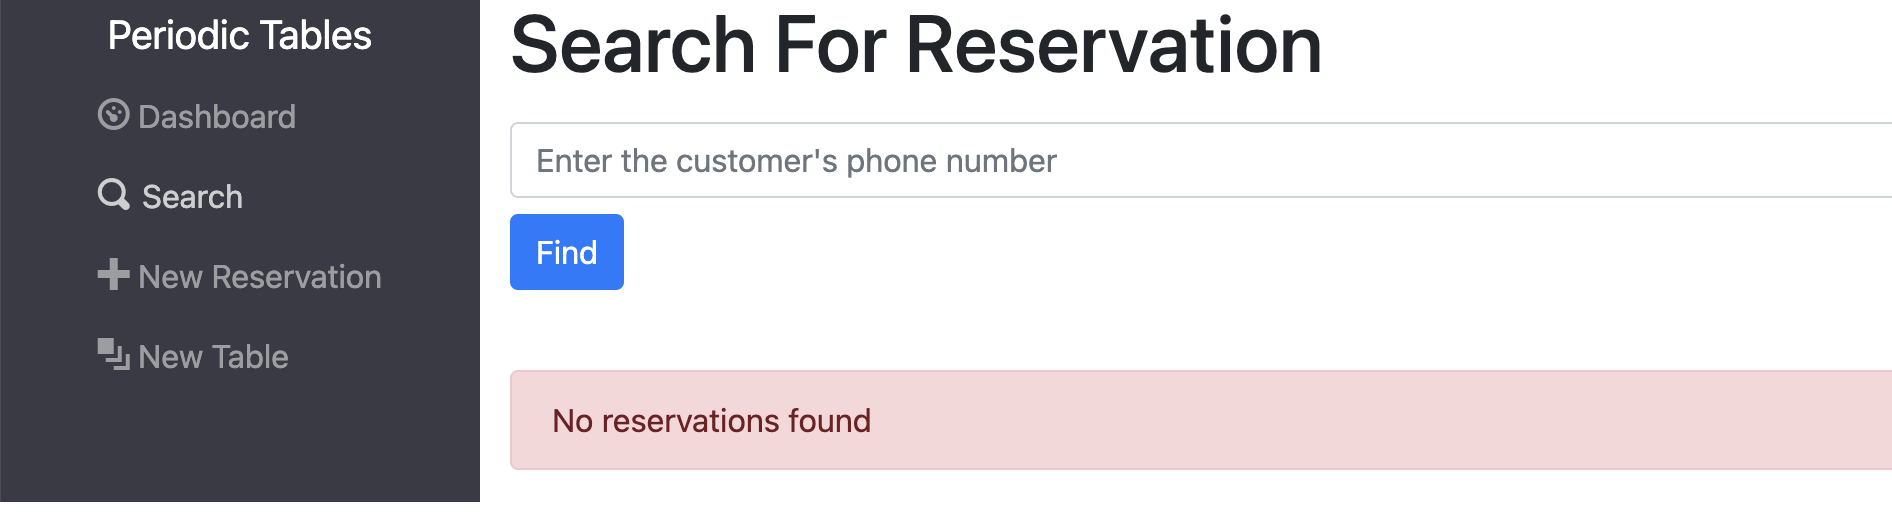 Periodic Tables
Dashboard
Search
New Reservation
New Table
Search For Reservation
Enter the customer's phone number
Find
No reservations found